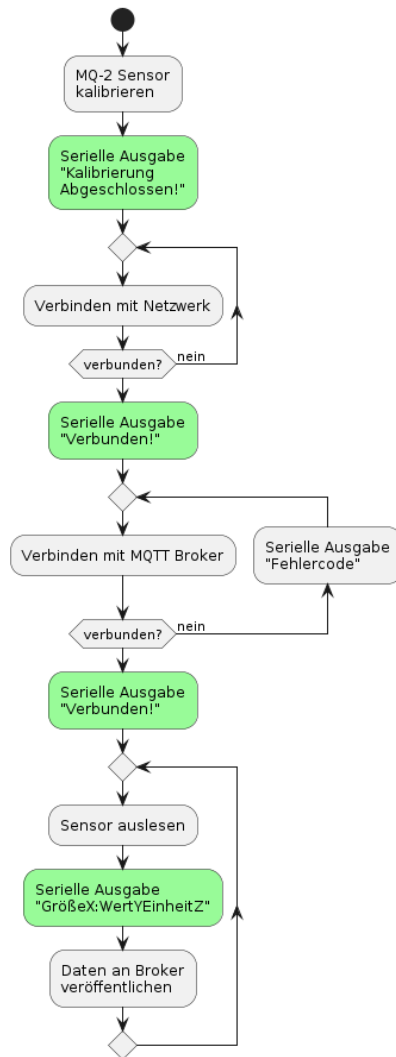 MQ-2 Sensor
kalibrieren
Serielle Ausgabe
"Kalibrierung
Abgeschlossen!"
Verbinden mit Netzwerk
verbunden?
nein
Serielle Ausgabe
"Verbunden!"
Verbinden mit MQTT Broker
Serielle Ausgabe
"Fehlercode"
verbunden?
nein
Serielle Ausgabe
"Verbunden!"
Sensor auslesen
Serielle Ausgabe
"GrößeX:WertYEinheitZ"
Daten an Broker
veröffentlichen